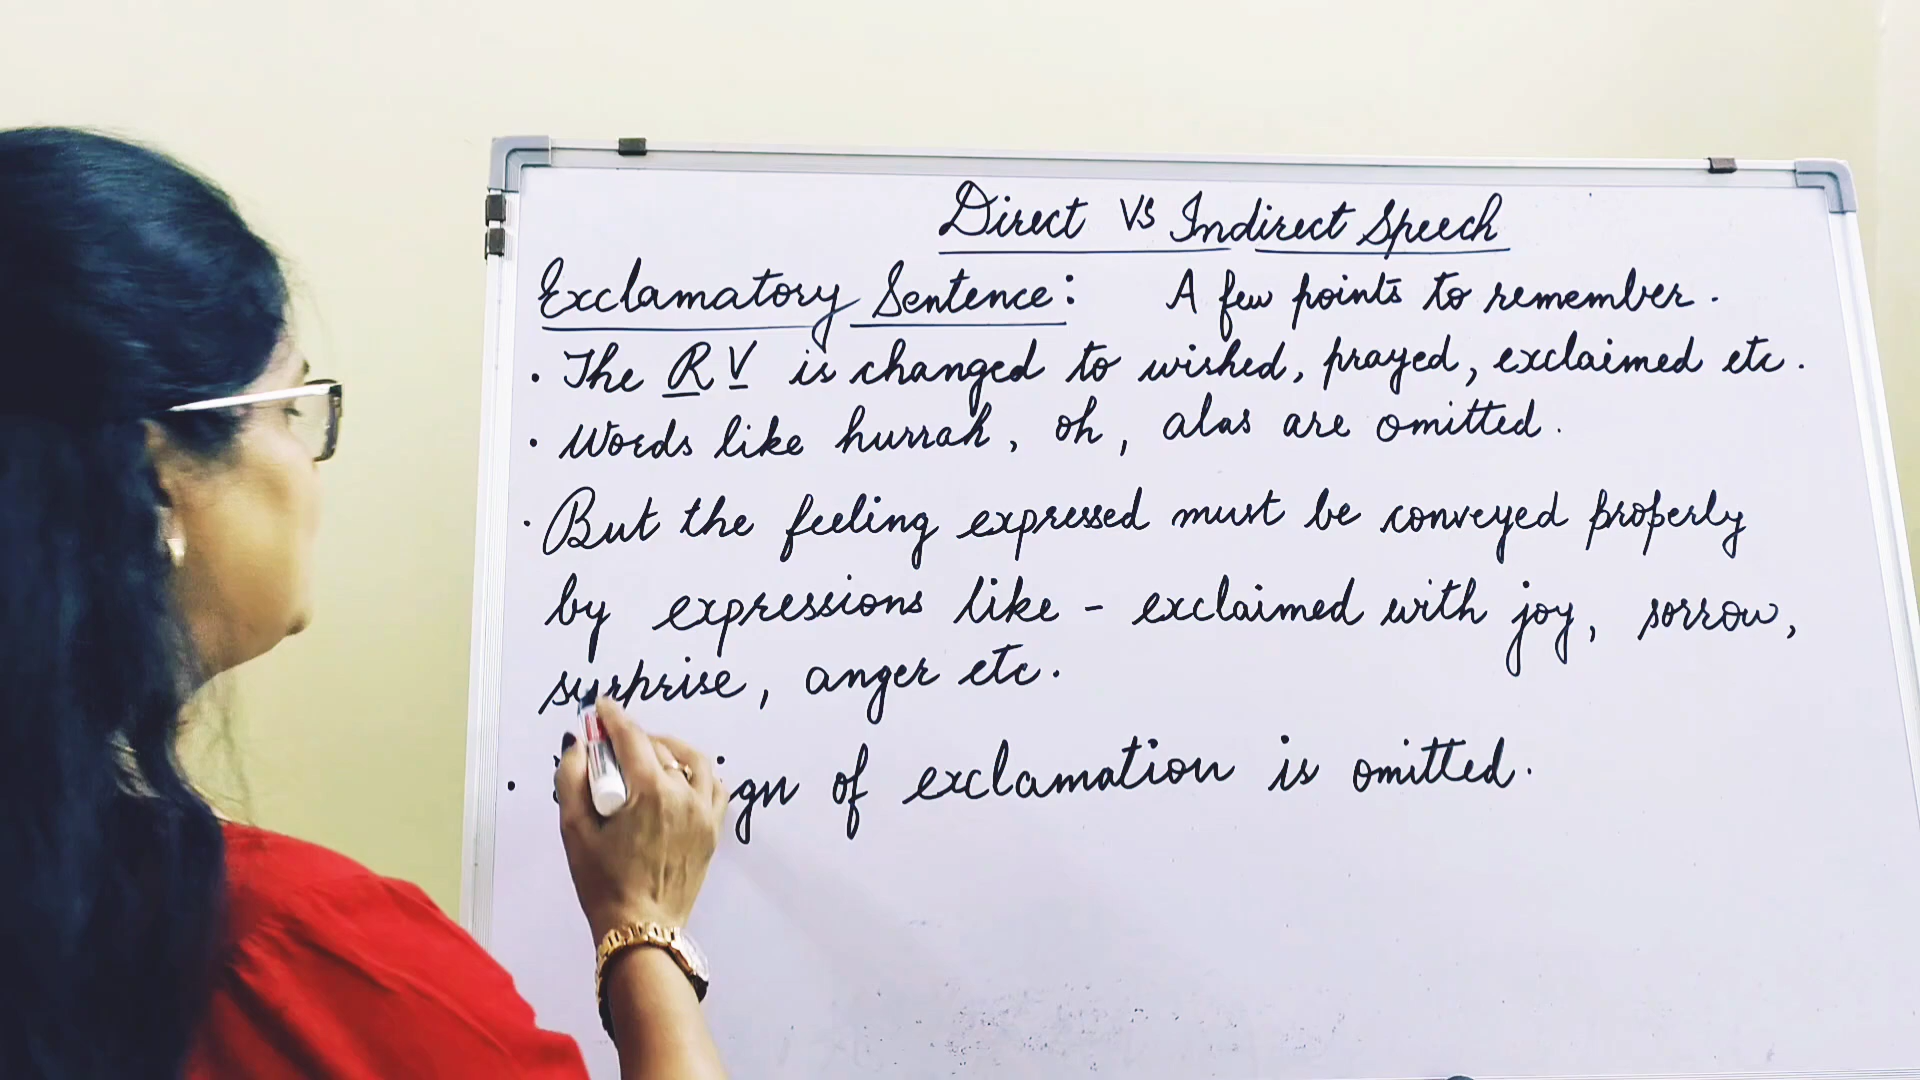 Direct VS Indirect Speech
Exclamatory Sentence: A few points to remember.
• The R V is changed to wished, prayed, exclaimed etc.
• Words like hurrah, oh, alas are omitted.
• But the feeling expressed must be conveyed properly
by expressions like - exclaimed with joy, sorrow,
surprise, anger etc.
• of exclamation is omitted.